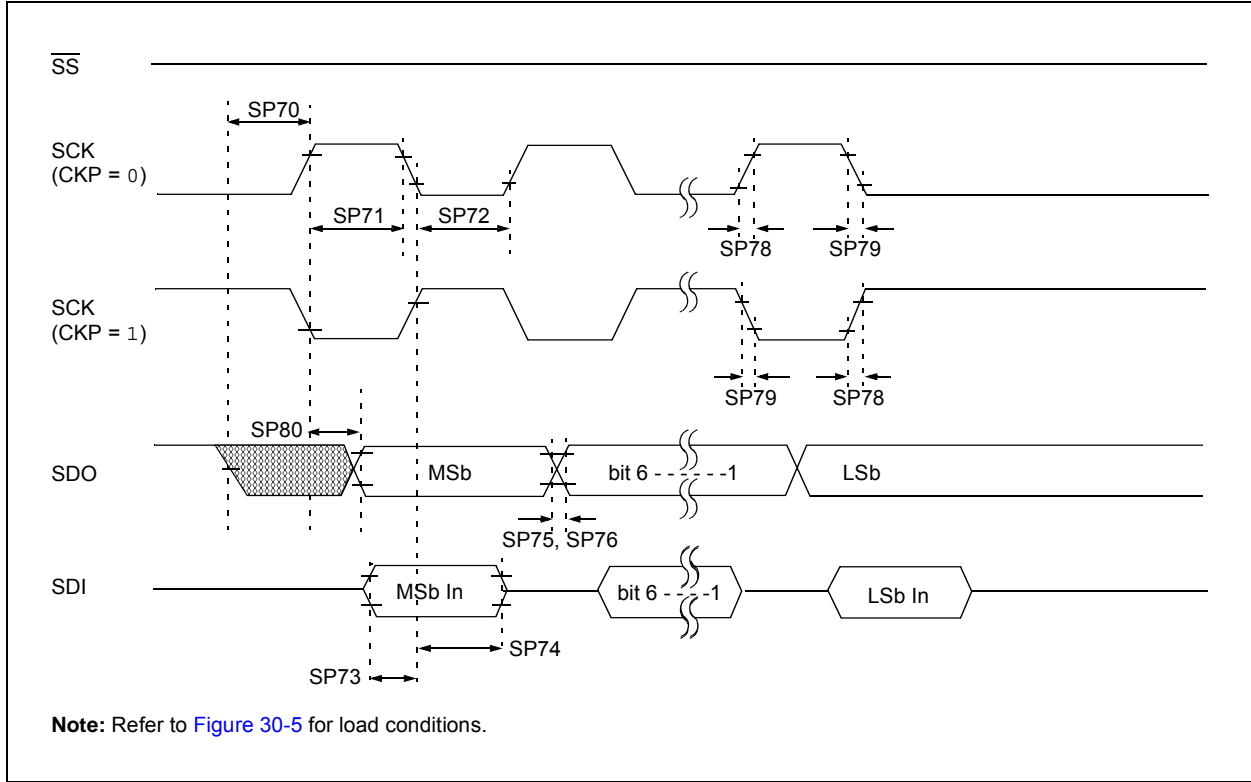 SS
SP70
SCK
(CKP = 0)
SP71
SP72
SP78
SP79
SCK
(CKP = 1)
SP79
SP78
SP80
SDO
MSb
bit 6 - - - - - - -1
LSb
SP75, SP76
SDI
MSb In
bit 6 - - - - -1
LSb In
SP74
SP73
Note: Refer to Figure 30-5 for load conditions.